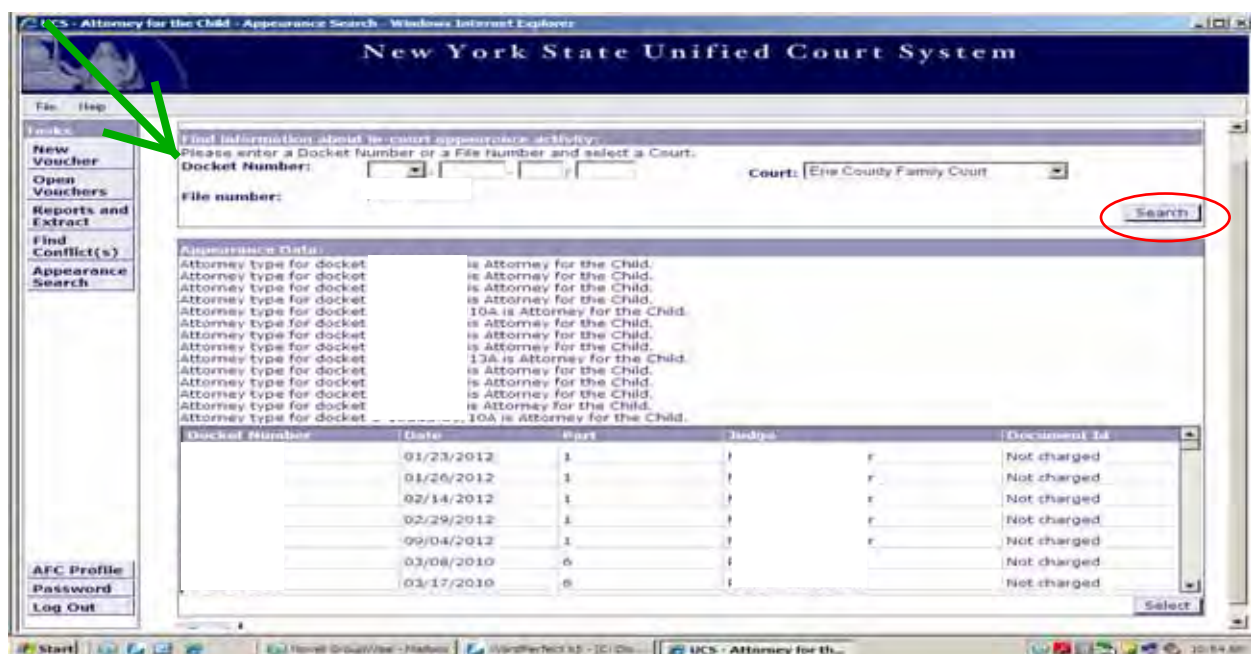 UCS - Attorney for the Child - Appearance Search - Windows Internet Explorer
New York State Unified Court System
File Help
Tasks
New Voucher
Open Vouchers
Reports and Extract
Find Conflict(s)
Appearance Search
AFC Profile
Password
Log Out
Find information about in-court appearance activity:
Please enter a Docket Number or a File Number and select a Court.
Docket Number: - - / Court: Erie County Family Court
File number:
Search
Appearance Data:
Attorney type for docket is Attorney for the Child.
Attorney type for docket is Attorney for the Child.
Attorney type for docket is Attorney for the Child.
Attorney type for docket is Attorney for the Child.
Attorney type for docket 10A is Attorney for the Child.
Attorney type for docket is Attorney for the Child.
Attorney type for docket is Attorney for the Child.
Attorney type for docket is Attorney for the Child.
Attorney type for docket 13A is Attorney for the Child.
Attorney type for docket is Attorney for the Child.
Attorney type for docket is Attorney for the Child.
Attorney type for docket is Attorney for the Child.
Attorney type for docket is Attorney for the Child.
Attorney type for docket 10A is Attorney for the Child.
Docket Number Date Part Judge Document Id
01/23/2012 1 r Not charged
01/26/2012 1 r Not charged
02/14/2012 1 r Not charged
02/29/2012 1 r Not charged
09/04/2012 1 r Not charged
03/08/2010 6 Not charged
03/17/2010 6 Not charged
Select
Start Novell GroupWise - Mailbox WordPerfect X5 - UCS - Attorney for th... 10:54 AM